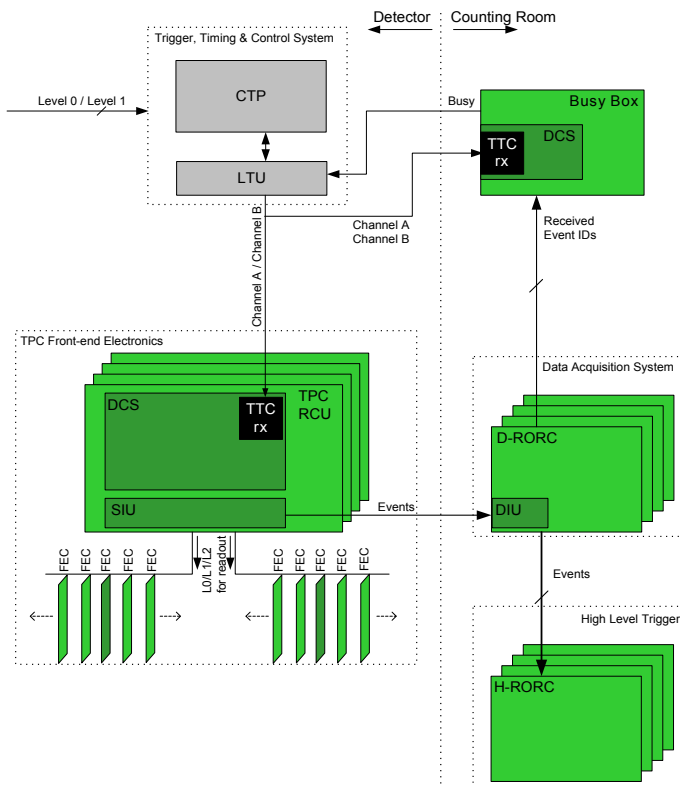 Detector
Counting Room
Trigger, Timing & Control System
CTP
Level 0 / Level 1
LTU
Busy
Busy Box
DCS
TTC
rx
Channel A
Channel B
Channel A / Channel B
Received
Event IDs
TPC Front-end Electronics
DCS
TTC
rx
TPC
RCU
SIU
Events
Data Acquisition System
D-RORC
DIU
Events
L0/L1/L2
for readout
FEC
FEC
FEC
FEC
FEC
FEC
FEC
FEC
FEC
FEC
High Level Trigger
H-RORC